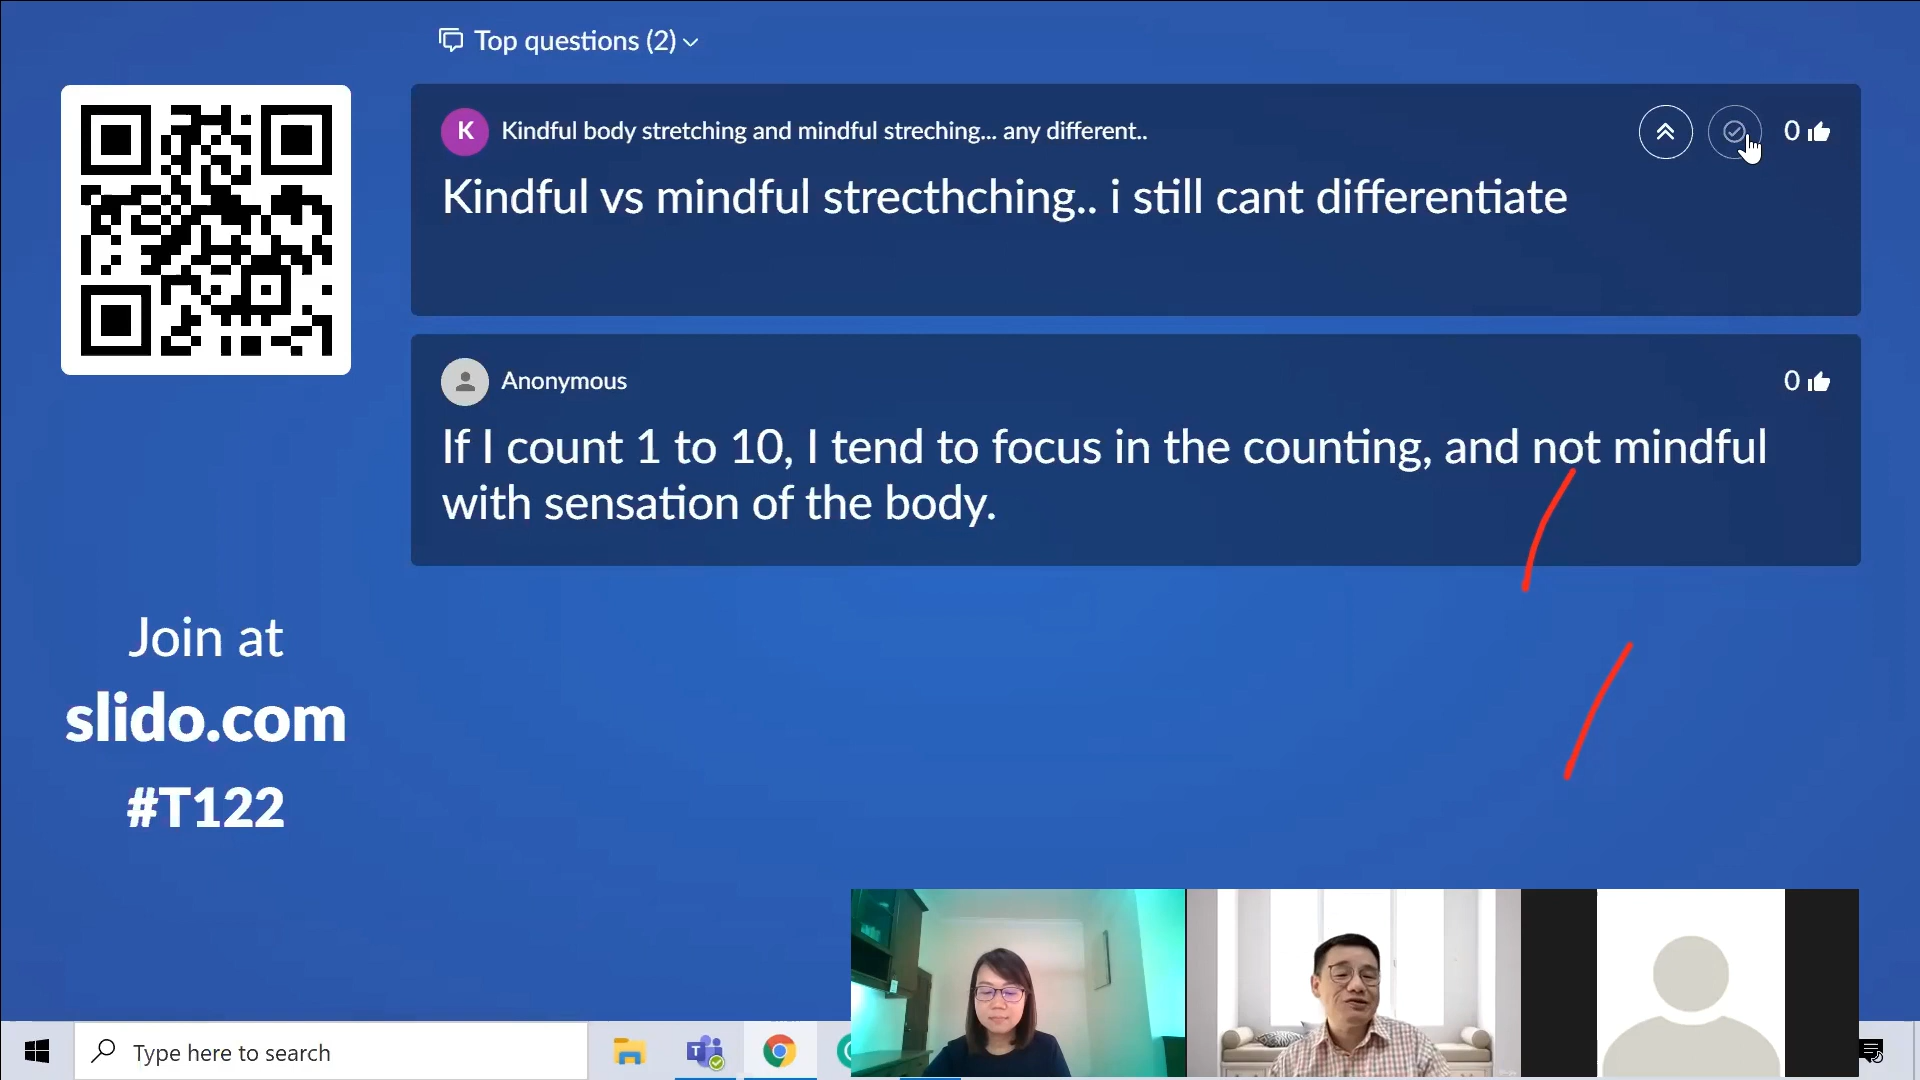 Top questions (2)
K
Kindful body stretching and mindful streching... any different..
0
Kindful vs mindful strecthching.. i still cant differentiate
Anonymous
0
If I count 1 to 10, I tend to focus in the counting, and not mindful
with sensation of the body.
Join at
slido.com
#T122
Type here to search